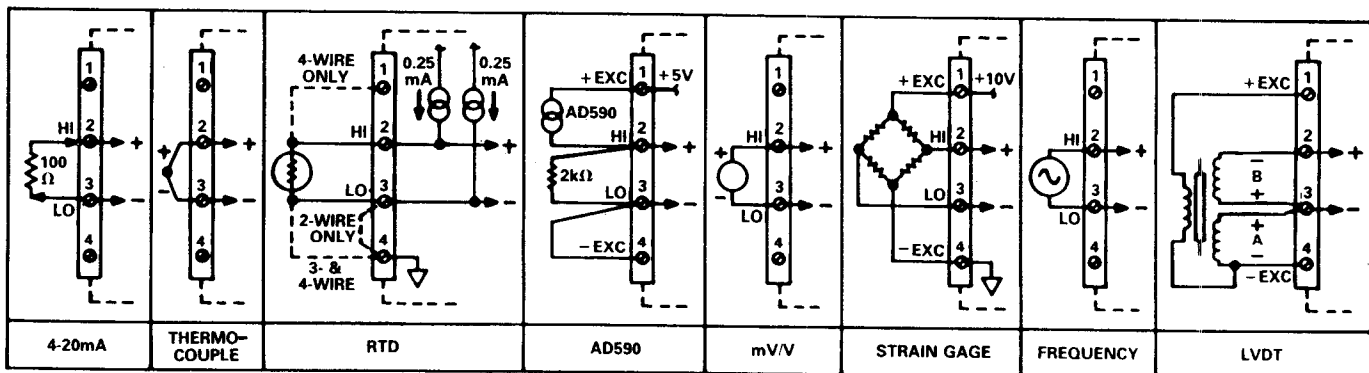 1
2
3
4
HI
100
Ω
LO
+
−
4-20mA
1
2
3
4
+
−
+
−
THERMO-
COUPLE
4-WIRE
ONLY
1
2
3
4
HI
LO
2-WIRE
ONLY
3- &
4-WIRE
0.25
mA
0.25
mA
+
−
RTD
+EXC
+5V
AD590
HI
2kΩ
LO
−EXC
1
2
3
4
+
−
AD590
1
2
3
4
HI
+
−
LO
+
−
mV/V
+EXC
+10V
HI
LO
−EXC
1
2
3
4
+
−
STRAIN GAGE
1
2
3
4
HI
LO
+
−
FREQUENCY
+EXC
1
2
3
4
−
B
+
+
A
−
−EXC
+
−
LVDT